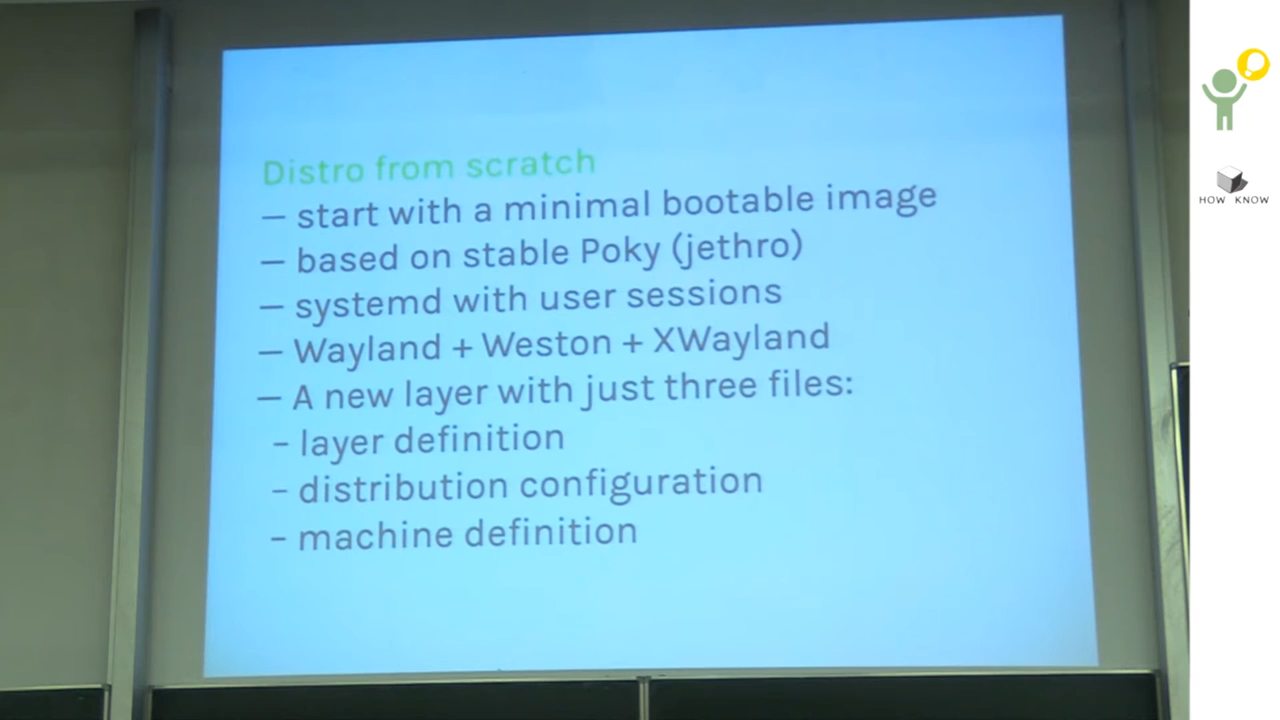 Distro from scratch
– start with a minimal bootable image
– based on stable Poky (jethro)
– systemd with user sessions
– Wayland + Weston + XWayland
– A new layer with just three files:
- layer definition
- distribution configuration
- machine definition
HOW KNOW